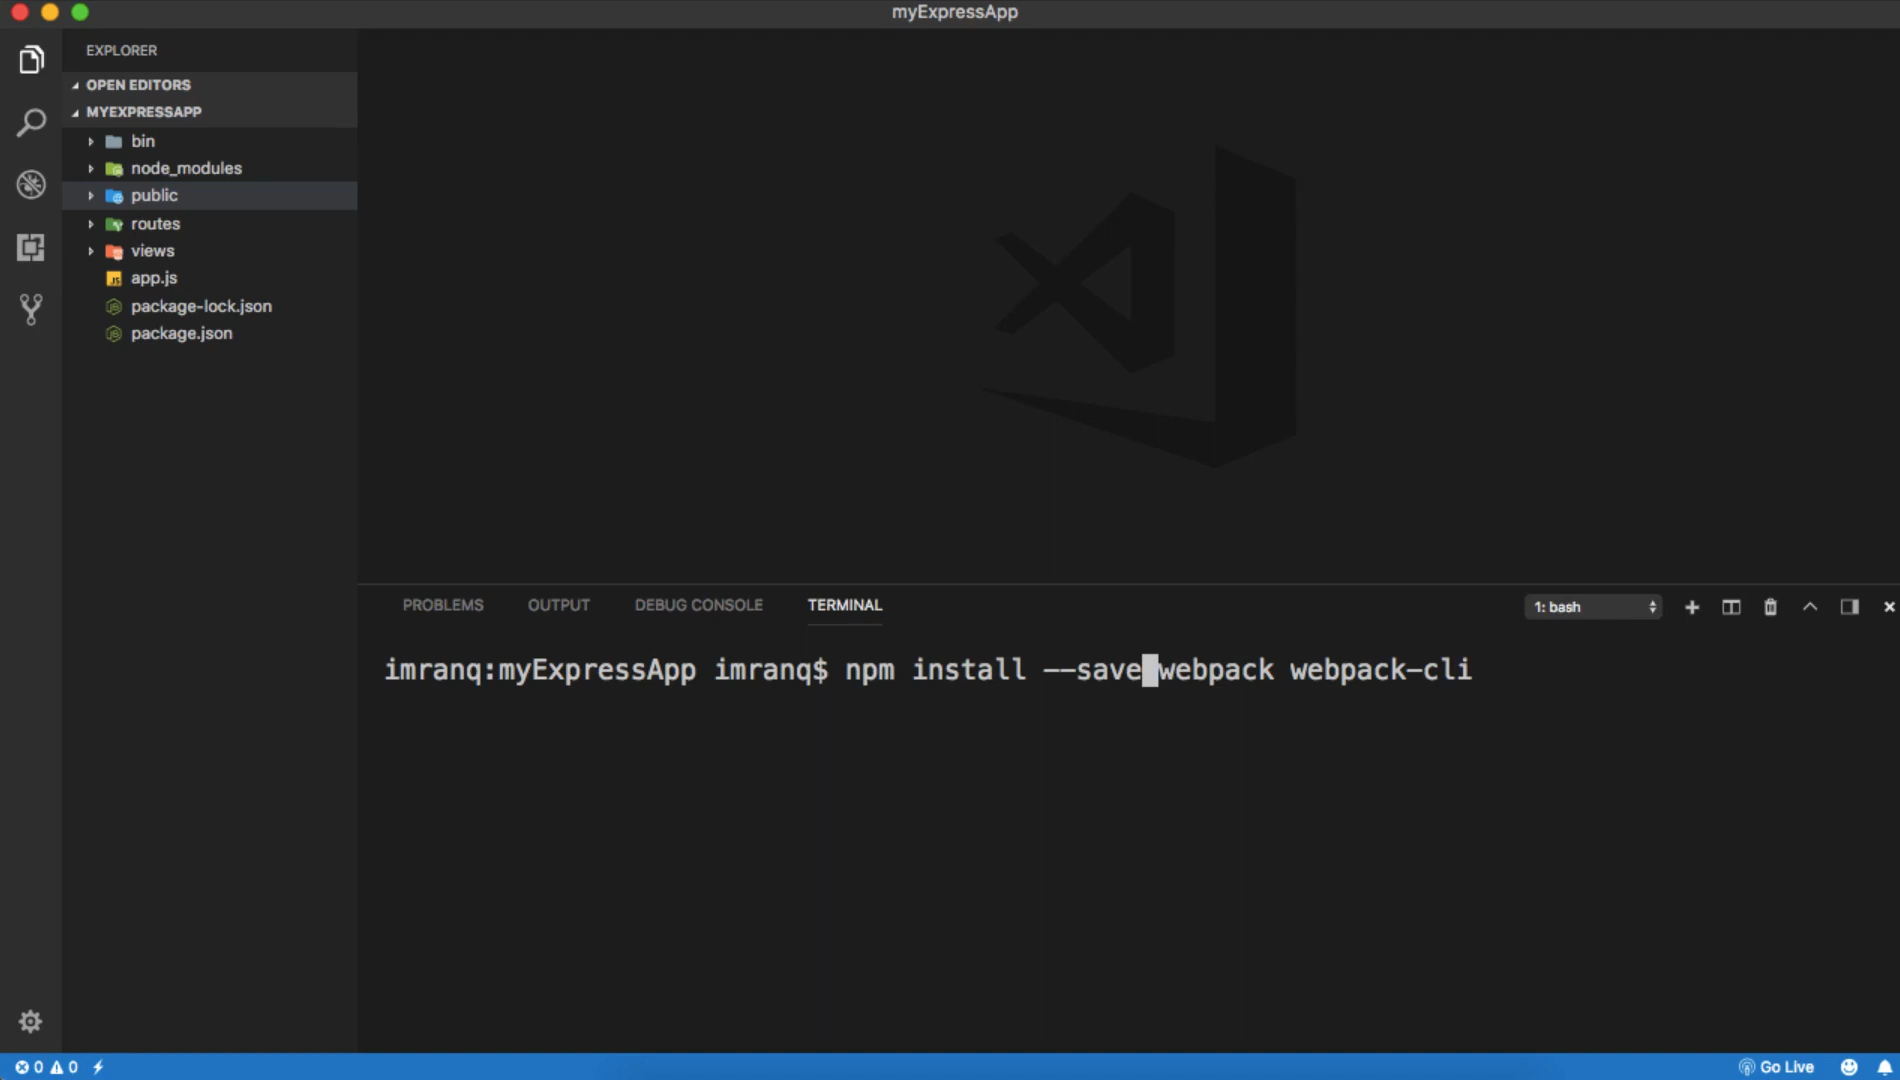 myExpressApp
EXPLORER
OPEN EDITORS
MYEXPRESSAPP
bin
node_modules
public
routes
views
app.js
package-lock.json
package.json
PROBLEMS OUTPUT DEBUG CONSOLE TERMINAL 1: bash
imranq:myExpressApp imranq$ npm install --save webpack webpack-cli
0 0 Go Live